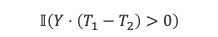 𝕀(Y · (T₁ − T₂) > 0)